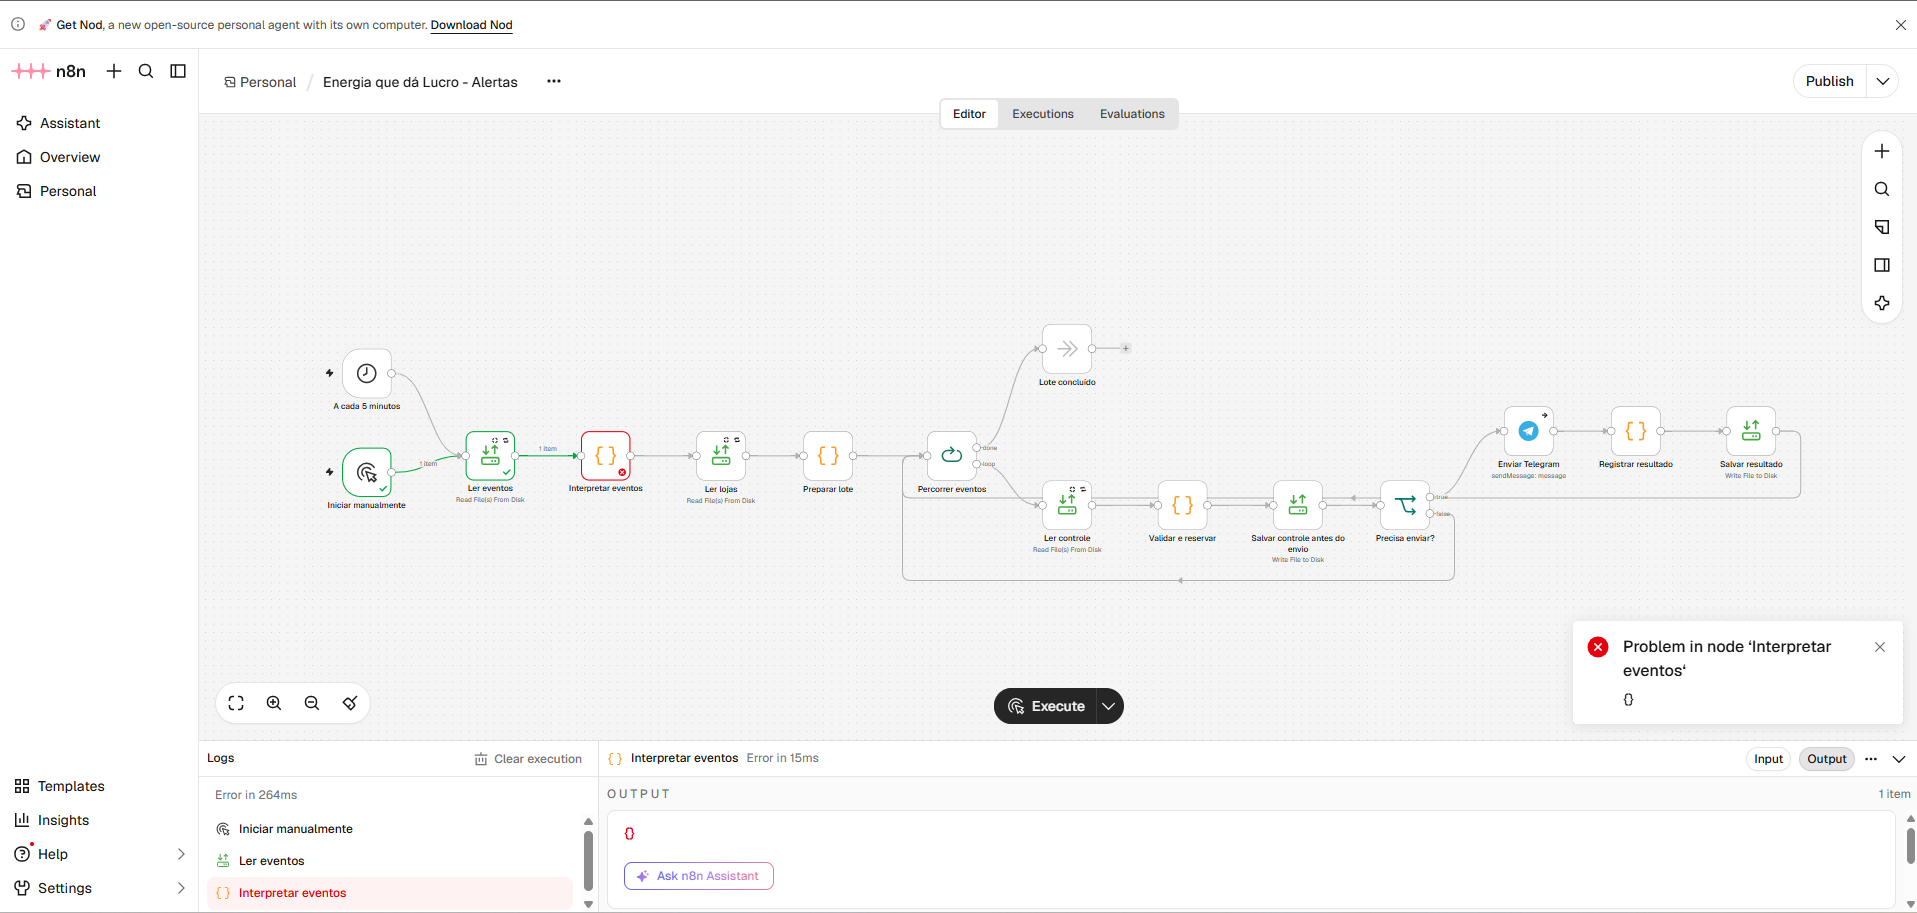 🚀 Get Nod, a new open-source personal agent with its own computer. Download Nod
n8n
Personal / Energia que dá Lucro - Alertas
Publish
Editor
Executions
Evaluations
Assistant
Overview
Personal
A cada 5 minutos
Iniciar manualmente
1 item
Ler eventos
Read File(s) From Disk
1 item
Interpretar eventos
Ler lojas
Read File(s) From Disk
Preparar lote
Percorrer eventos
done
loop
Lote concluído
Ler controle
Read File(s) From Disk
Validar e reservar
Salvar controle antes do
envio
Write File to Disk
Precisa enviar?
true
false
Enviar Telegram
sendMessage: message
Registrar resultado
Salvar resultado
Write File to Disk
Problem in node ‘Interpretar
eventos‘
{}
Execute
Templates
Insights
Help
Settings
Logs
Clear execution
Error in 264ms
Iniciar manualmente
Ler eventos
Interpretar eventos
Interpretar eventos Error in 15ms
Input
Output
OUTPUT
1 item
{}
Ask n8n Assistant